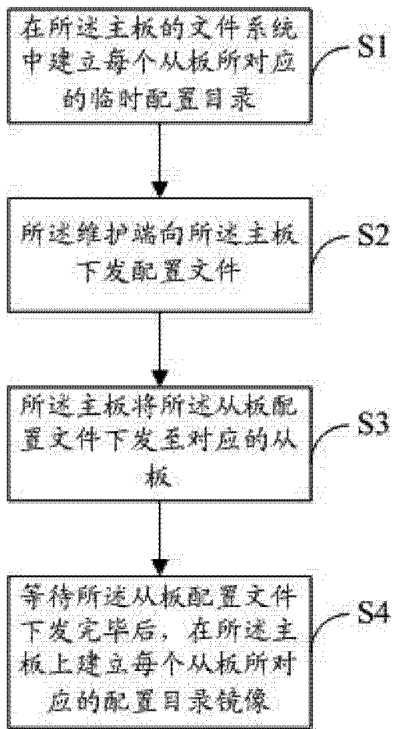 在所述主板的文件系统
中建立每个从板所对应
的临时配置目录
S1
所述维护端向所述主板
下发配置文件
S2
所述主板将所述从板配
置文件下发至对应的从
板
S3
等待所述从板配置文件
下发完毕后，在所述主
板上建立每个从板所对
应的配置目录镜像
S4